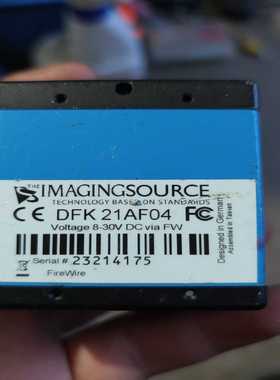 THE IMAGINGSOURCE
TECHNOLOGY BASED ON STANDARDS
CE DFK 21AF04 FC
Voltage 8-30V DC via FW
Serial # 23214175
FireWire
Designed in Germany
Assembled in Taiwan